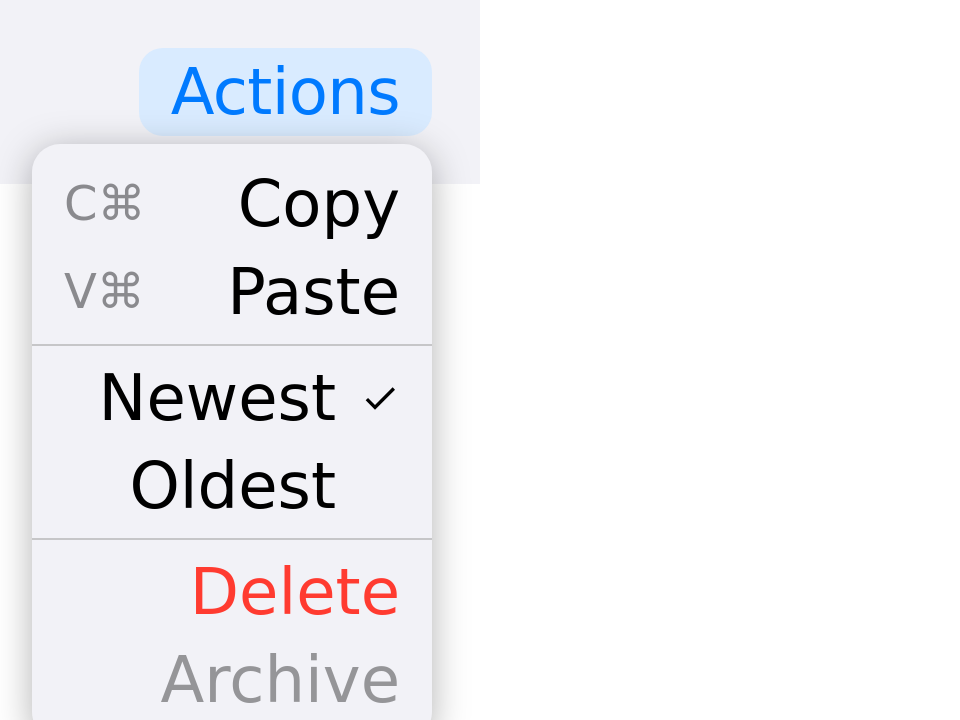 Actions
Copy C⌘
Paste V⌘
✓ Newest
Oldest
Delete
Archive